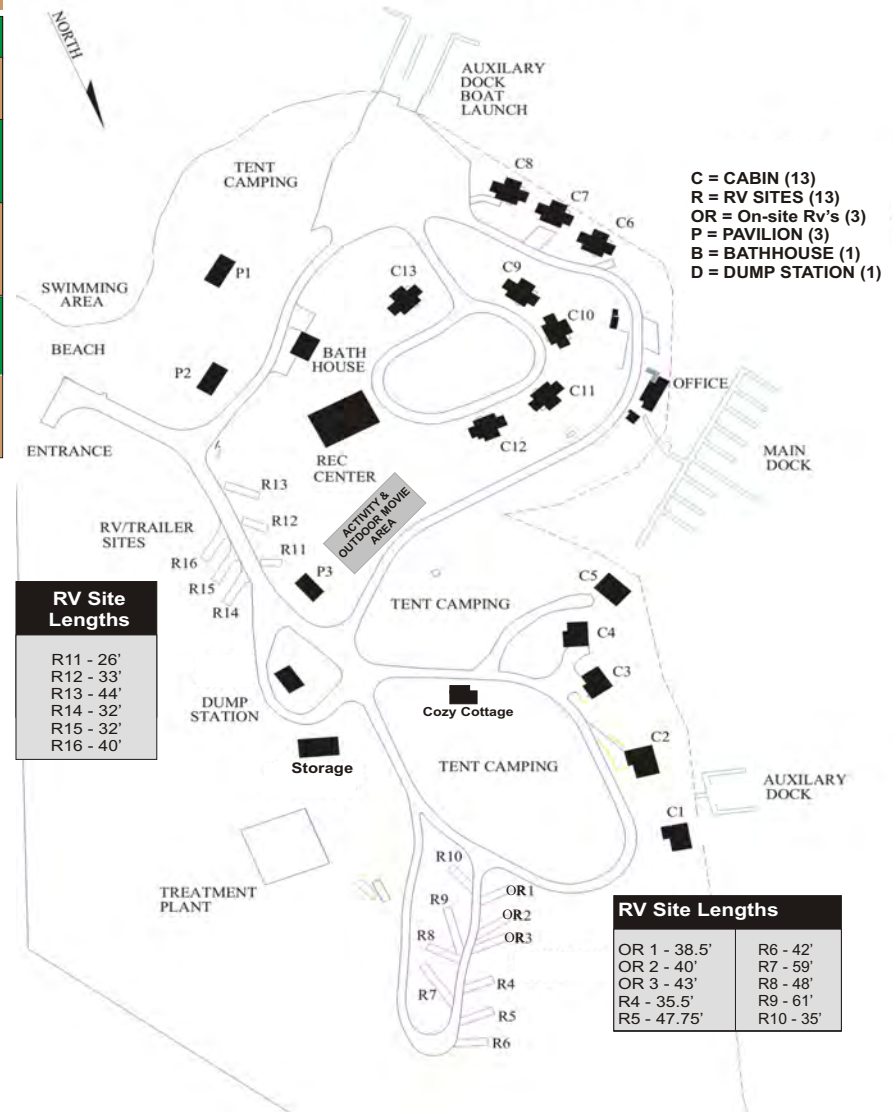 NORTH
AUXILARY
DOCK
BOAT
LAUNCH
TENT
CAMPING
C8
C7
C6
C = CABIN (13)
R = RV SITES (13)
OR = On-site Rv's (3)
P = PAVILION (3)
B = BATHHOUSE (1)
D = DUMP STATION (1)
P1
C13
C9
C10
SWIMMING
AREA
BEACH
BATH
HOUSE
P2
C11
OFFICE
C12
ENTRANCE
REC
CENTER
MAIN
DOCK
R13
R12
R11
ACTIVITY &
OUTDOOR MOVIE
AREA
RV/TRAILER
SITES
R16
R15
R14
P3
TENT CAMPING
C5
C4
C3
RV Site
Lengths
R11 - 26’
R12 - 33’
R13 - 44’
R14 - 32’
R15 - 32’
R16 - 40’
DUMP
STATION
Cozy Cottage
Storage
TENT CAMPING
C2
C1
AUXILARY
DOCK
TREATMENT
PLANT
R10
R9
R8
R7
OR1
OR2
OR3
R4
R5
R6
RV Site Lengths
OR 1 - 38.5’
OR 2 - 40’
OR 3 - 43’
R4 - 35.5’
R5 - 47.75’
R6 - 42’
R7 - 59’
R8 - 48’
R9 - 61’
R10 - 35’